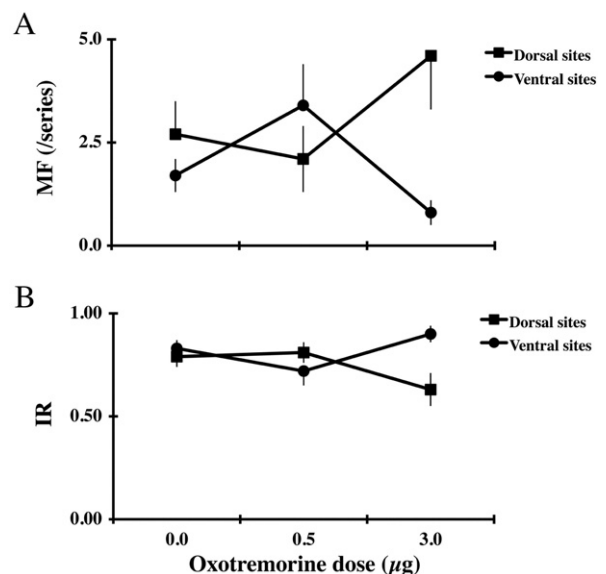 A
MF (/series)
5.0
2.5
0.0
Dorsal sites
Ventral sites
B
IR
1.00
0.50
0.00
Dorsal sites
Ventral sites
0.0 0.5 3.0
Oxotremorine dose (µg)